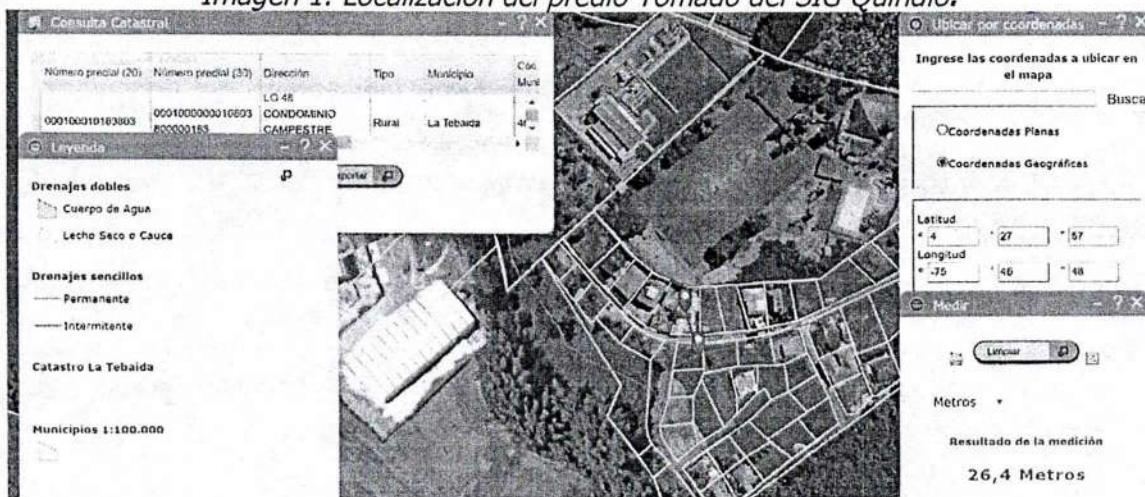 Imagen 1. Localización del predio Tomado del SIG Quindío.
Consulta Catastral
Número predial (20) Número predial (30) Dirección Tipo Municipio
LO 48
CONDOMINIO
CAMPESTRE
Rural La Tebaida
Leyenda
Drenajes dobles
Cuerpo de Agua
Lecho Seco o Cauce
Drenajes sencillos
Permanente
Intermitente
Catastro La Tebaida
Municipios 1:100.000
Ubicar por coordenadas
Ingrese las coordenadas a ubicar en
el mapa
Busca
Coordenadas Planas
Coordenadas Geográficas
Latitud
° 4 ' 27 " 57
Longitud
° -75 ' 46 " 48
Medir
Limpiar
Metros
Resultado de la medición
26,4 Metros